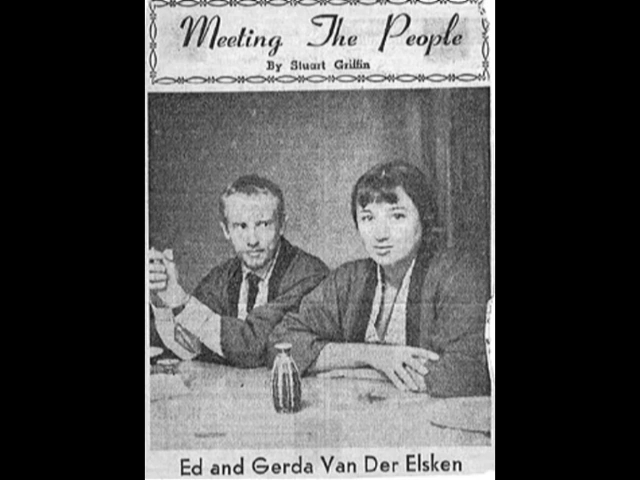 Meeting The People
By Stuart Griffin
Ed and Gerda Van Der Elsken